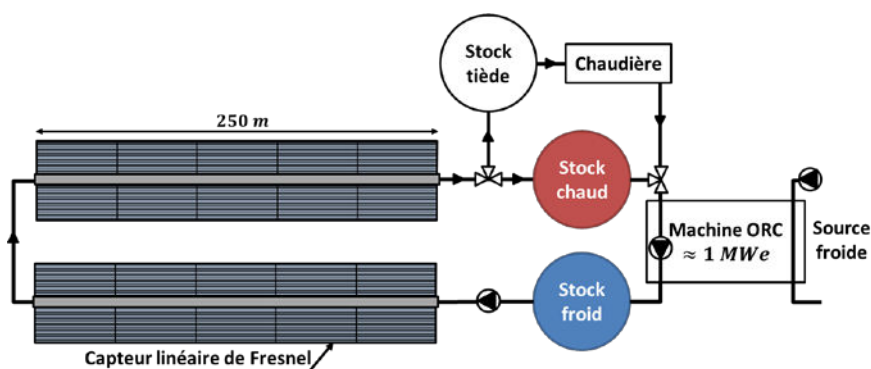 Stock
tiède
Chaudière
250 m
Stock
chaud
Machine ORC
≈ 1 MWe
Source
froide
Stock
froid
Capteur linéaire de Fresnel